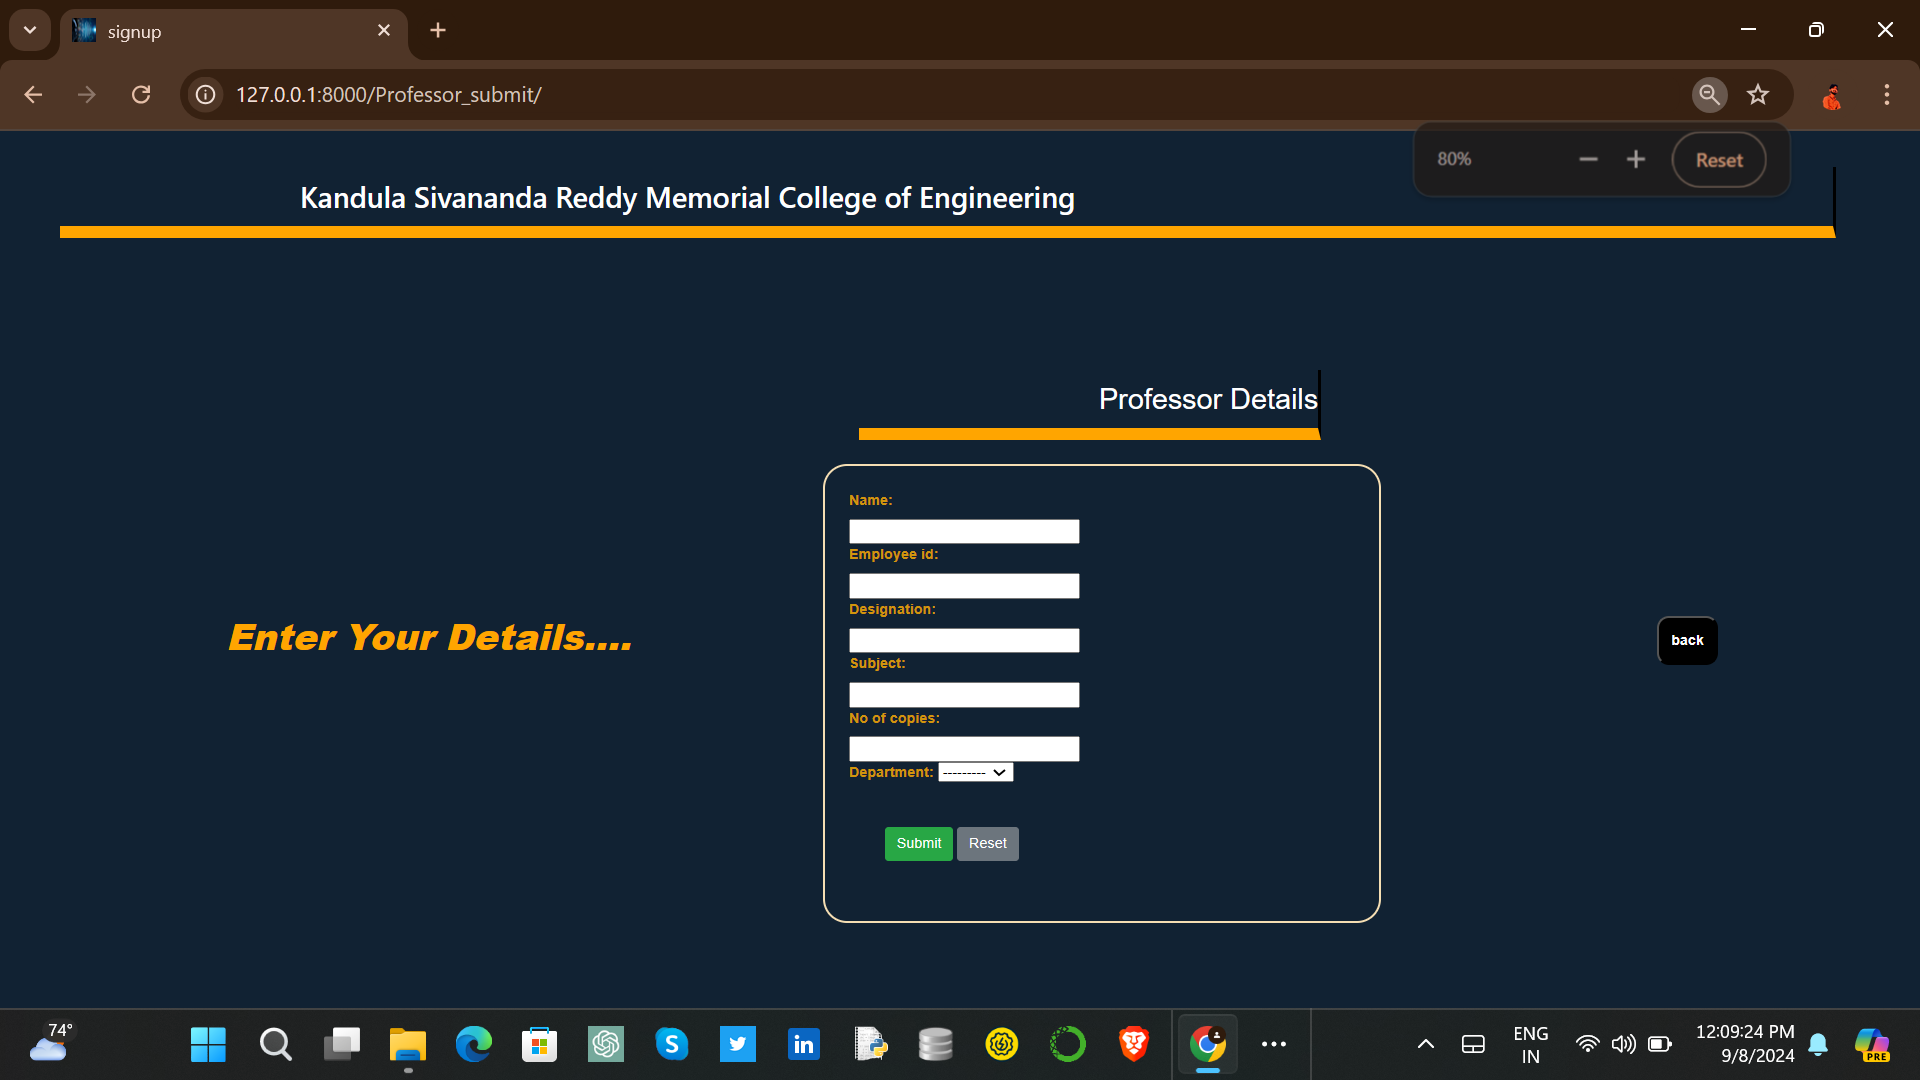 signup
127.0.0.1:8000/Professor_submit/
80%
Reset
Kandula Sivananda Reddy Memorial College of Engineering
Professor Details
Name:
Employee id:
Designation:
Enter Your Details....
back
Subject:
No of copies:
Department: ---------
Submit Reset
74°
ENG
IN
12:09:24 PM
9/8/2024
PRE